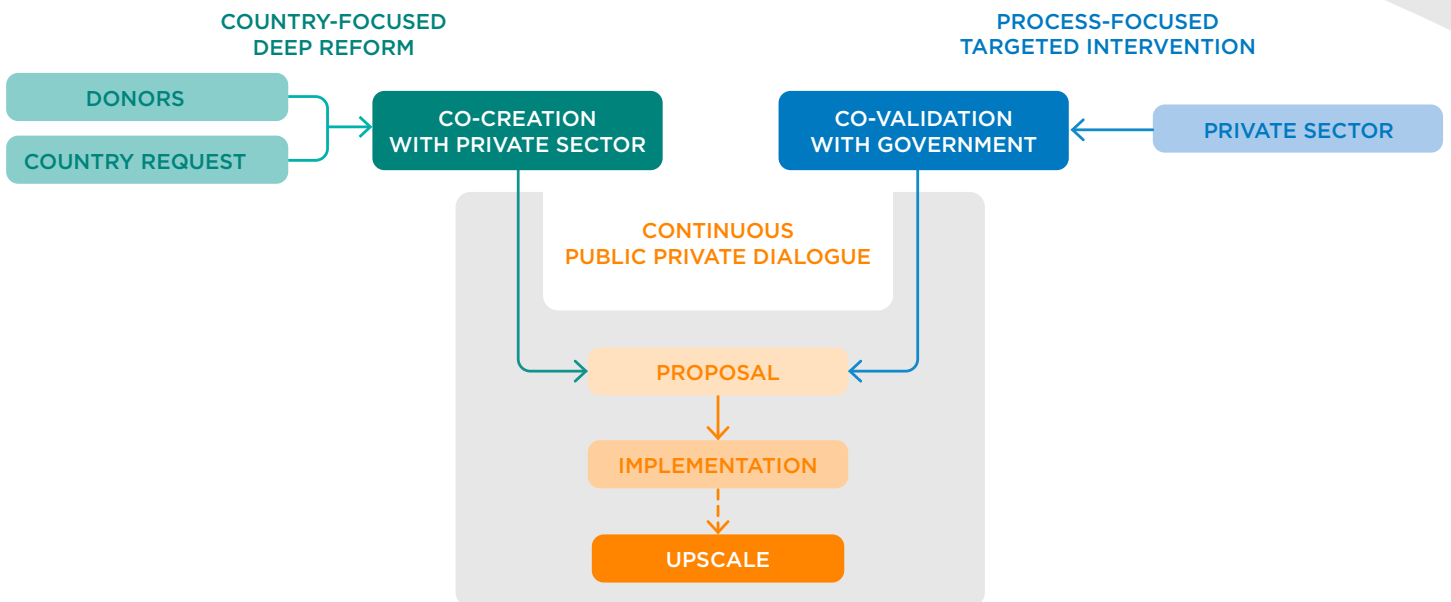 COUNTRY-FOCUSED
DEEP REFORM
PROCESS-FOCUSED
TARGETED INTERVENTION
DONORS
COUNTRY REQUEST
CO-CREATION
WITH PRIVATE SECTOR
CO-VALIDATION
WITH GOVERNMENT
PRIVATE SECTOR
CONTINUOUS
PUBLIC PRIVATE DIALOGUE
PROPOSAL
IMPLEMENTATION
UPSCALE